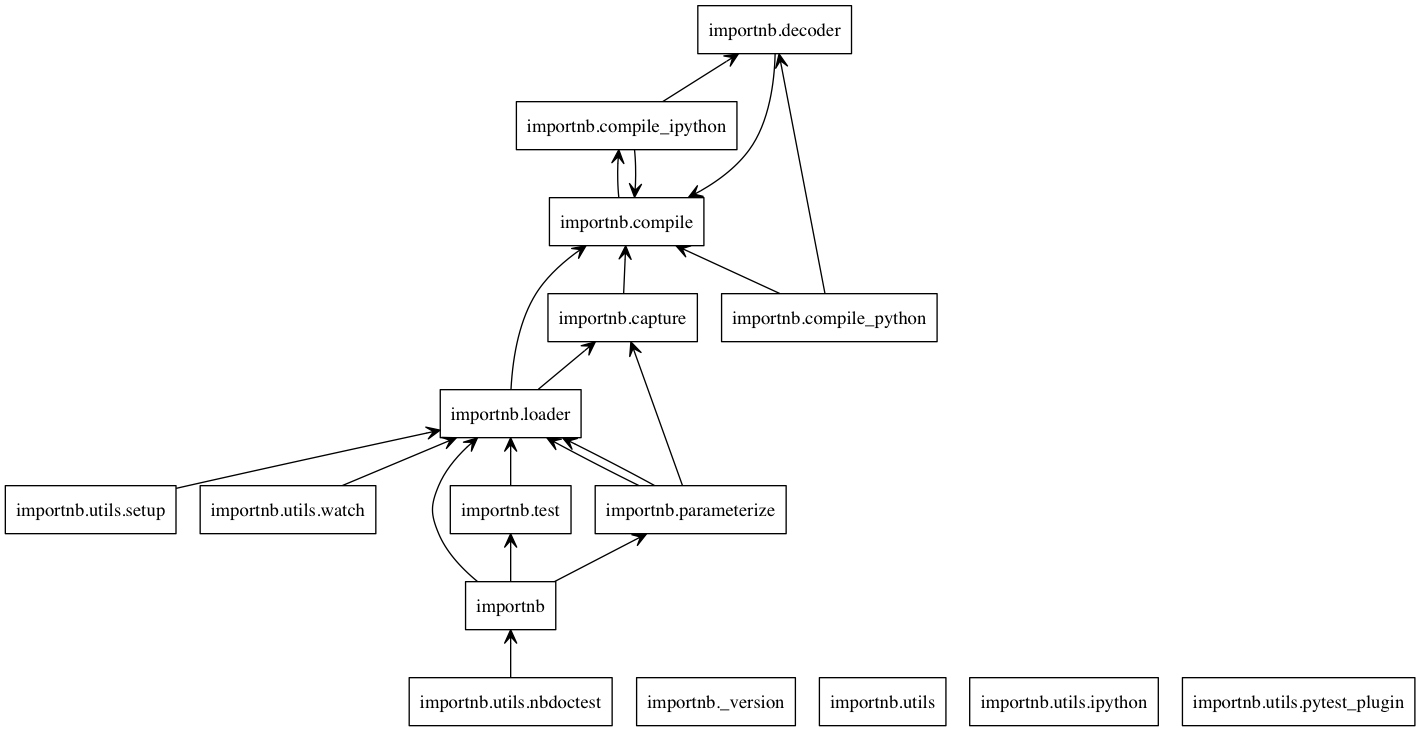 importnb.decoder
importnb.compile_ipython
importnb.compile
importnb.capture
importnb.compile_python
importnb.loader
importnb.utils.setup
importnb.utils.watch
importnb.test
importnb.parameterize
importnb
importnb.utils.nbdoctest
importnb._version
importnb.utils
importnb.utils.ipython
importnb.utils.pytest_plugin